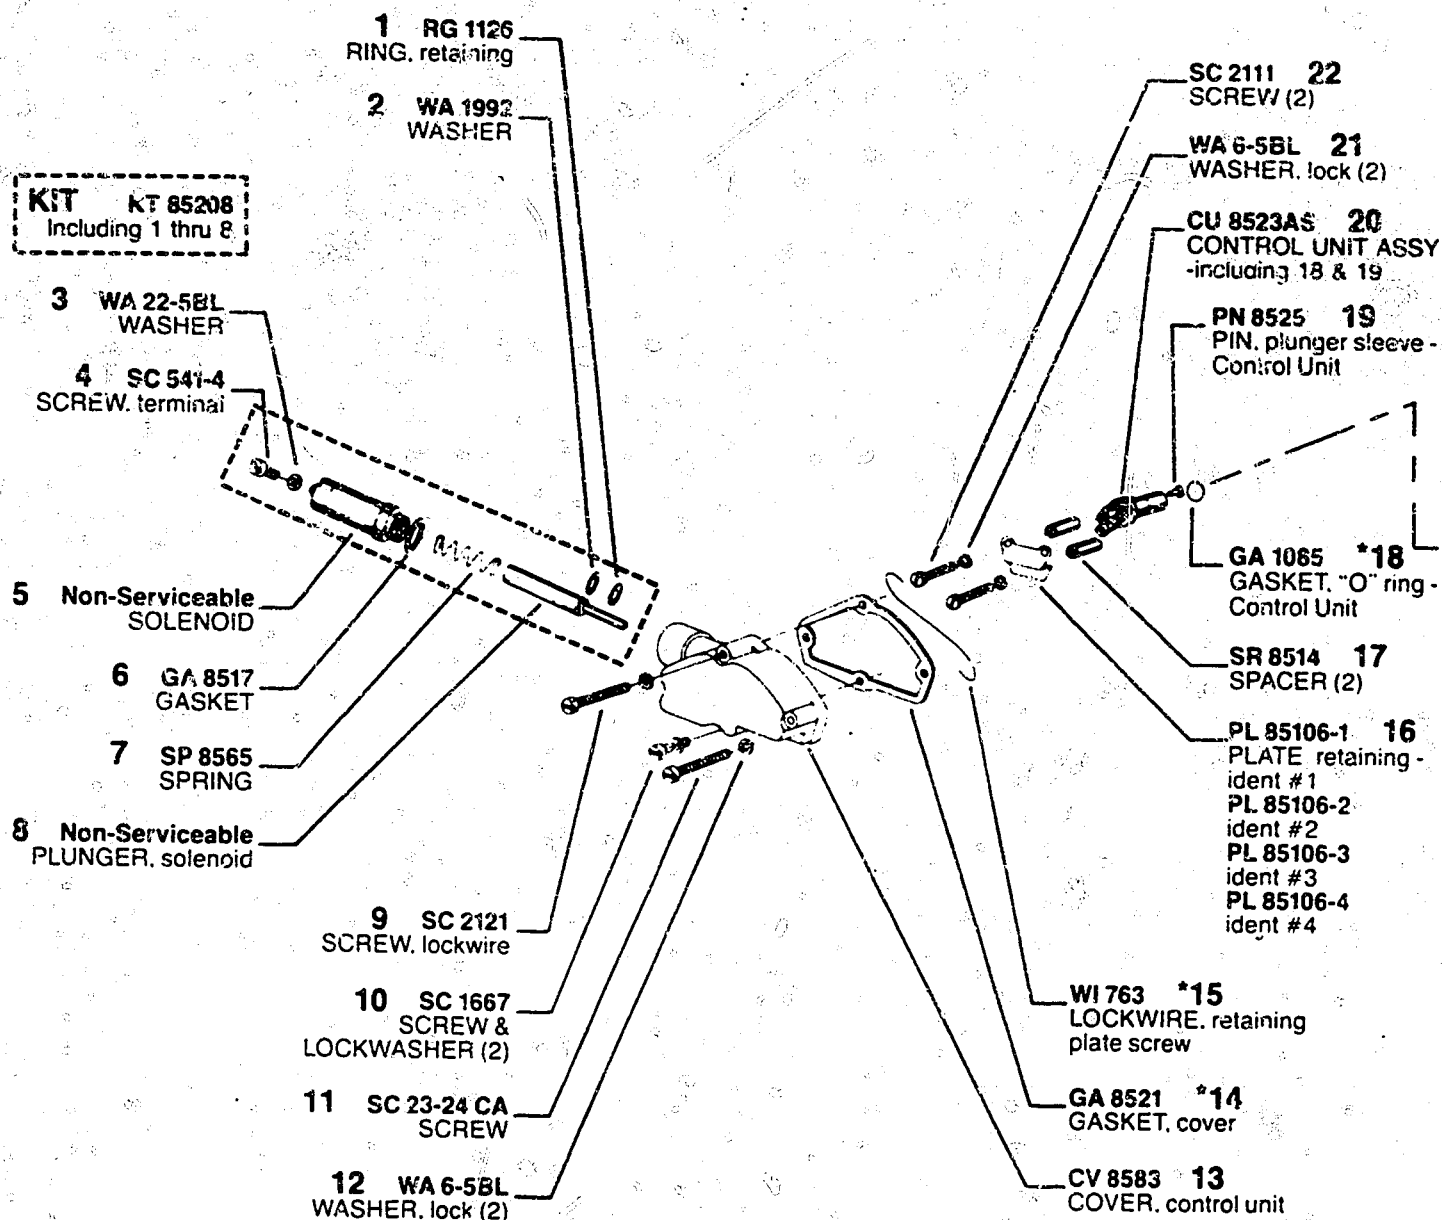 1 RG 1126
RING, retaining
2 WA 1992
WASHER
KIT KT 85208
Including 1 thru 8
3 WA 22-5BL
WASHER
4 SC 541-4
SCREW, terminal
5 Non-Serviceable
SOLENOID
6 GA 8517
GASKET
7 SP 8565
SPRING
8 Non-Serviceable
PLUNGER, solenoid
9 SC 2121
SCREW, lockwire
10 SC 1667
SCREW &
LOCKWASHER (2)
11 SC 23-24 CA
SCREW
12 WA 6-5BL
WASHER, lock (2)
SC 2111 22
SCREW (2)
WA 6-5BL 21
WASHER, lock (2)
CU 8523AS 20
CONTROL UNIT ASSY
-including 18 & 19
PN 8525 19
PIN, plunger sleeve -
Control Unit
GA 1065 *18
GASKET, "O" ring -
Control Unit
SR 8514 17
SPACER (2)
PL 85106-1 16
PLATE retaining -
ident #1
PL 85106-2
ident #2
PL 85106-3
ident #3
PL 85106-4
ident #4
WI 763 *15
LOCKWIRE, retaining
plate screw
GA 8521 *14
GASKET, cover
CV 8583 13
COVER, control unit